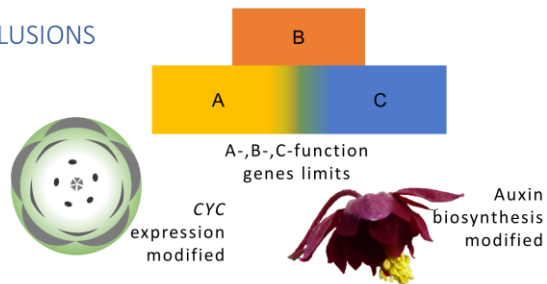 LUSIONS
B
A
C
A-,B-,C-function
genes limits
CYC
expression
modified
Auxin
biosynthesis
modified